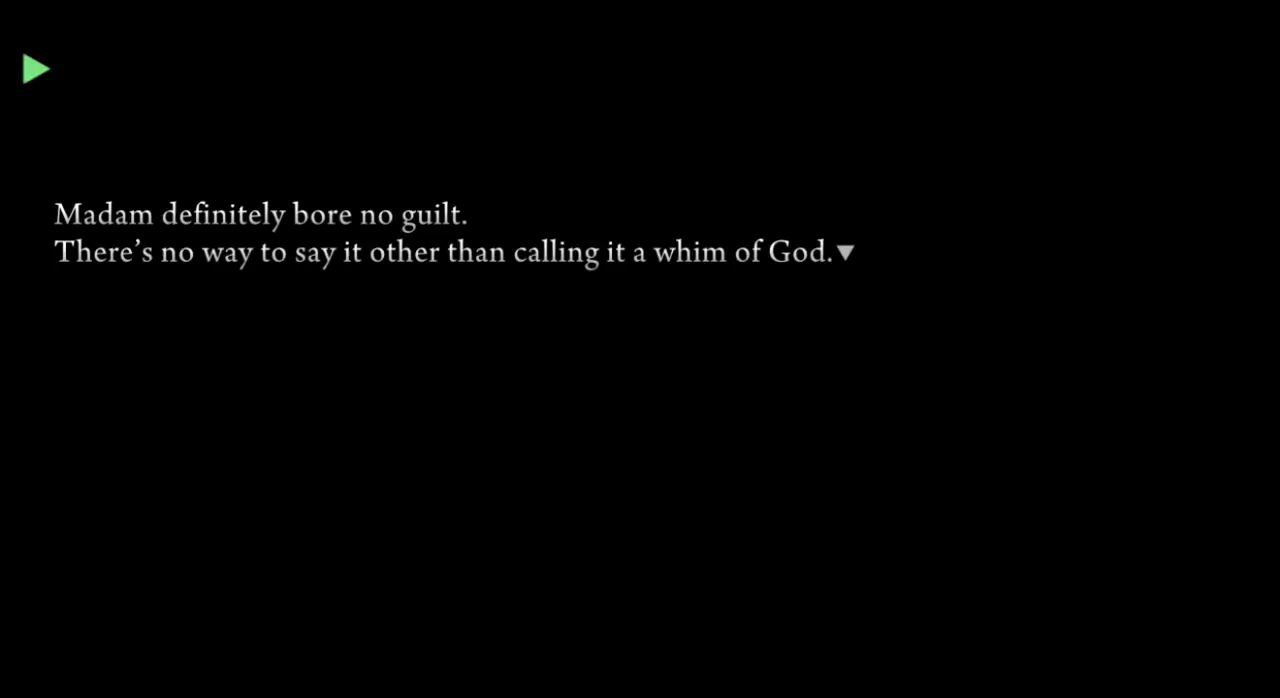 Madam definitely bore no guilt.
There’s no way to say it other than calling it a whim of God.